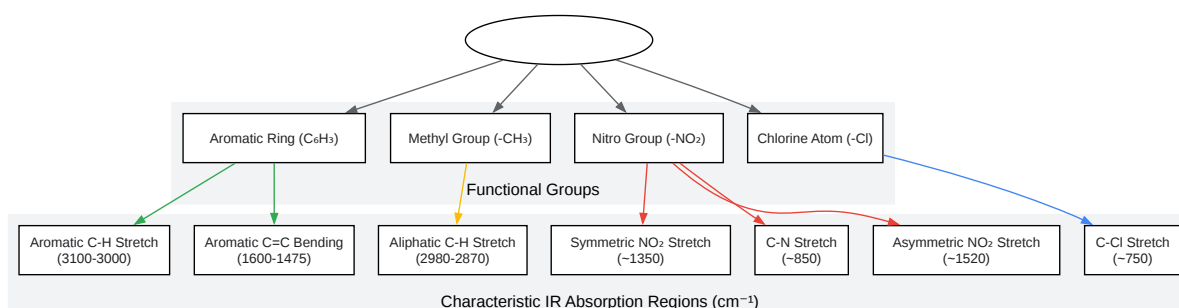 Aromatic Ring (C₆H₃)
Methyl Group (-CH₃)
Nitro Group (-NO₂)
Chlorine Atom (-Cl)
Functional Groups
Aromatic C-H Stretch
(3100-3000)
Aromatic C=C Bending
(1600-1475)
Aliphatic C-H Stretch
(2980-2870)
Symmetric NO₂ Stretch
(~1350)
C-N Stretch
(~850)
Asymmetric NO₂ Stretch
(~1520)
C-Cl Stretch
(~750)
Characteristic IR Absorption Regions (cm⁻¹)